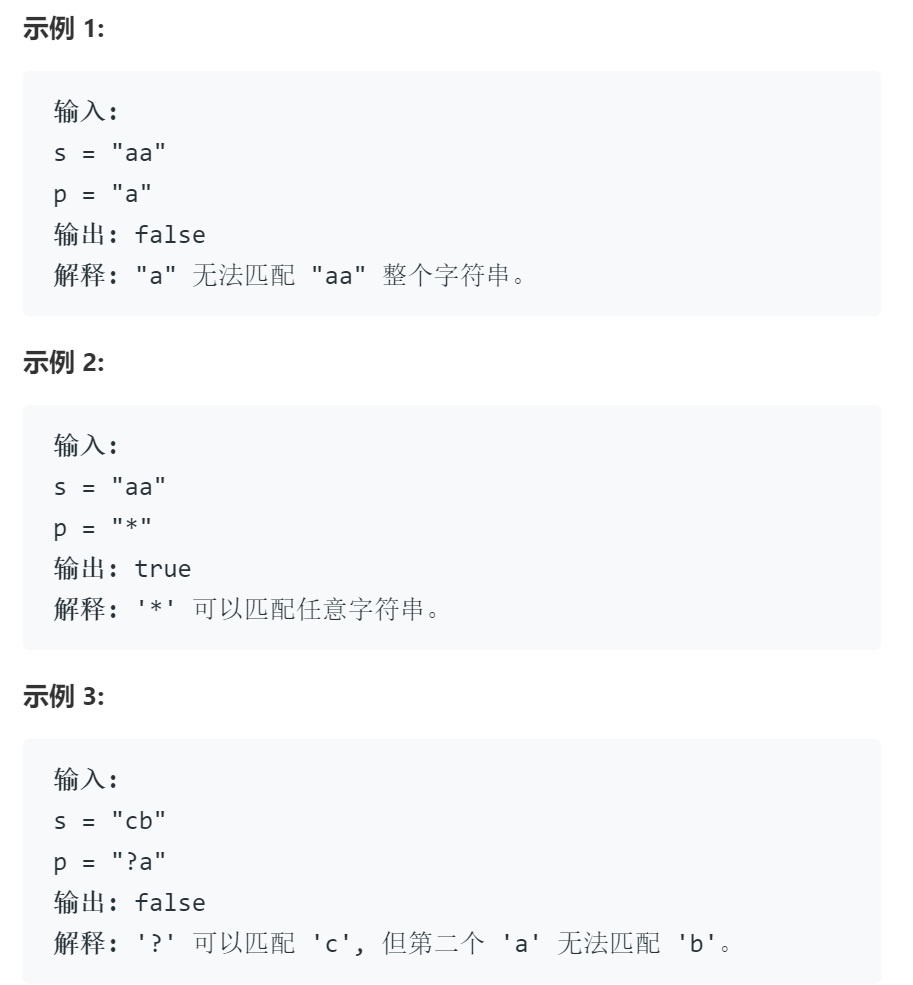 示例 1:
输入:
s = "aa"
p = "a"
输出: false
解释: "a" 无法匹配 "aa" 整个字符串。
示例 2:
输入:
s = "aa"
p = "*"
输出: true
解释: '*' 可以匹配任意字符串。
示例 3:
输入:
s = "cb"
p = "?a"
输出: false
解释: '?' 可以匹配 'c', 但第二个 'a' 无法匹配 'b'。